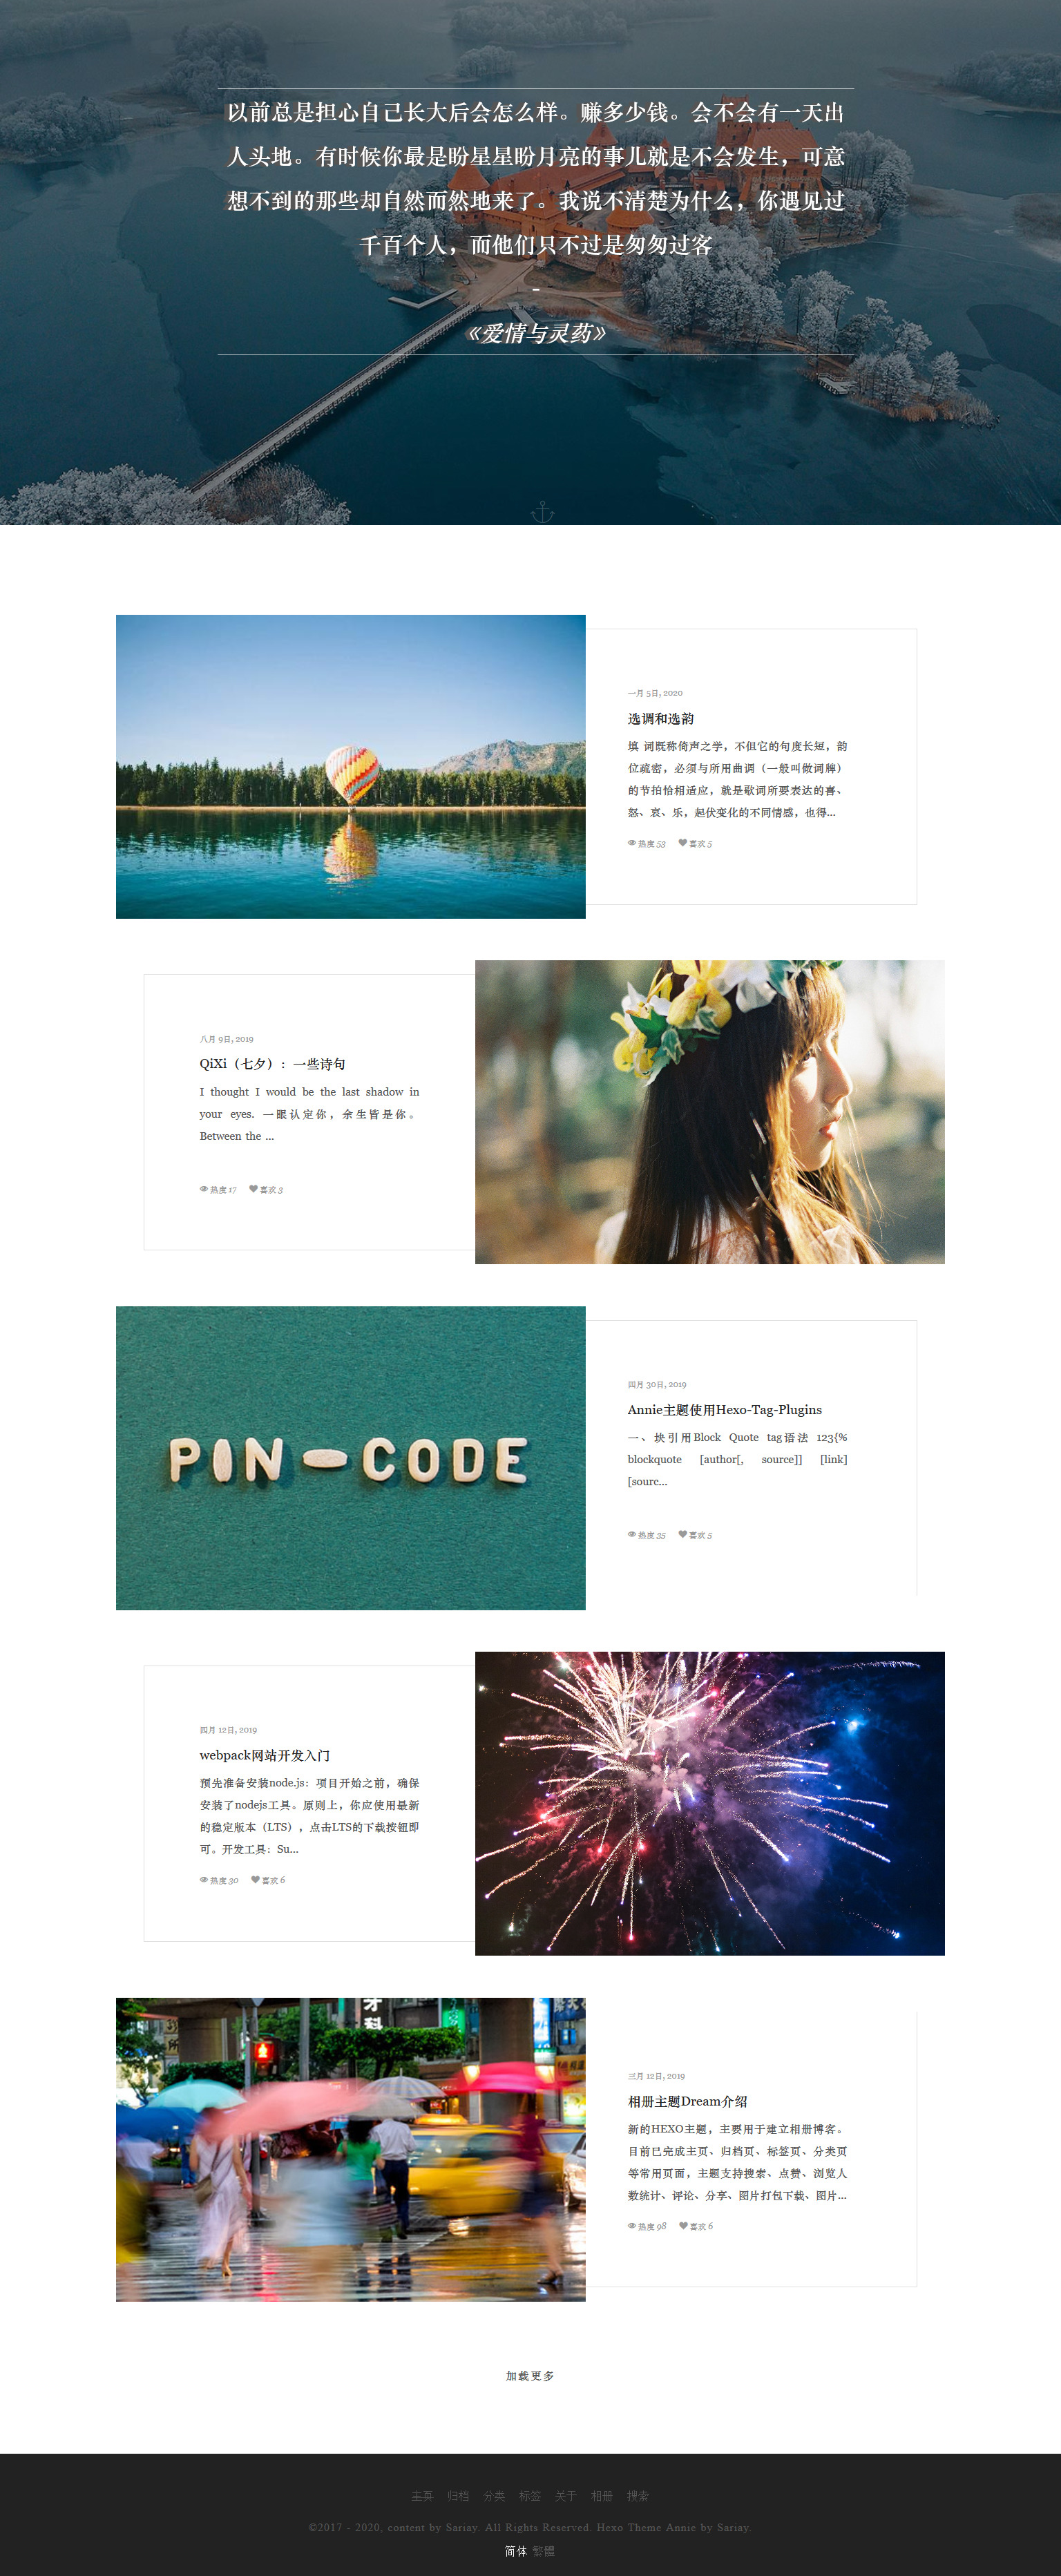 以前总是担心自己长大后会怎么样。赚多少钱。会不会有一天出
人头地。有时候你最是盼星星盼月亮的事儿就是不会发生，可意
想不到的那些却自然而然地来了。我说不清楚为什么，你遇见过
千百个人，而他们只不过是匆匆过客
-
《爱情与灵药》
一月 5日, 2020
选调和选韵
填 词既称倚声之学，不但它的句度长短，韵
位疏密，必须与所用曲调（一般叫做词牌）
的节拍恰相适应，就是歌词所要表达的喜、
怒、哀、乐，起伏变化的不同情感，也得...
热度 53 喜欢 5
八月 9日, 2019
QiXi（七夕）：一些诗句
I thought I would be the last shadow in
your eyes. 一眼认定你，余生皆是你。
Between the ...
热度 17 喜欢 3
PIN-CODE
四月 30日, 2019
Annie主题使用Hexo-Tag-Plugins
一、块引用Block Quote tag语法 123{%
blockquote [author[, source]] [link]
[sourc...
热度 35 喜欢 5
四月 12日, 2019
webpack网站开发入门
预先准备安装node.js：项目开始之前，确保
安装了nodejs工具。原则上，你应使用最新
的稳定版本（LTS），点击LTS的下载按钮即
可。开发工具：Su...
热度 30 喜欢 6
牙
科
三月 12日, 2019
相册主题Dream介绍
新的HEXO主题，主要用于建立相册博客。
目前已完成主页、归档页、标签页、分类页
等常用页面，主题支持搜索、点赞、浏览人
数统计、评论、分享、图片打包下载、图片...
热度 98 喜欢 6
加载更多
主页 归档 分类 标签 关于 相册 搜索
©2017 - 2020, content by Sariay. All Rights Reserved. Hexo Theme Annie by Sariay.
简体 繁體